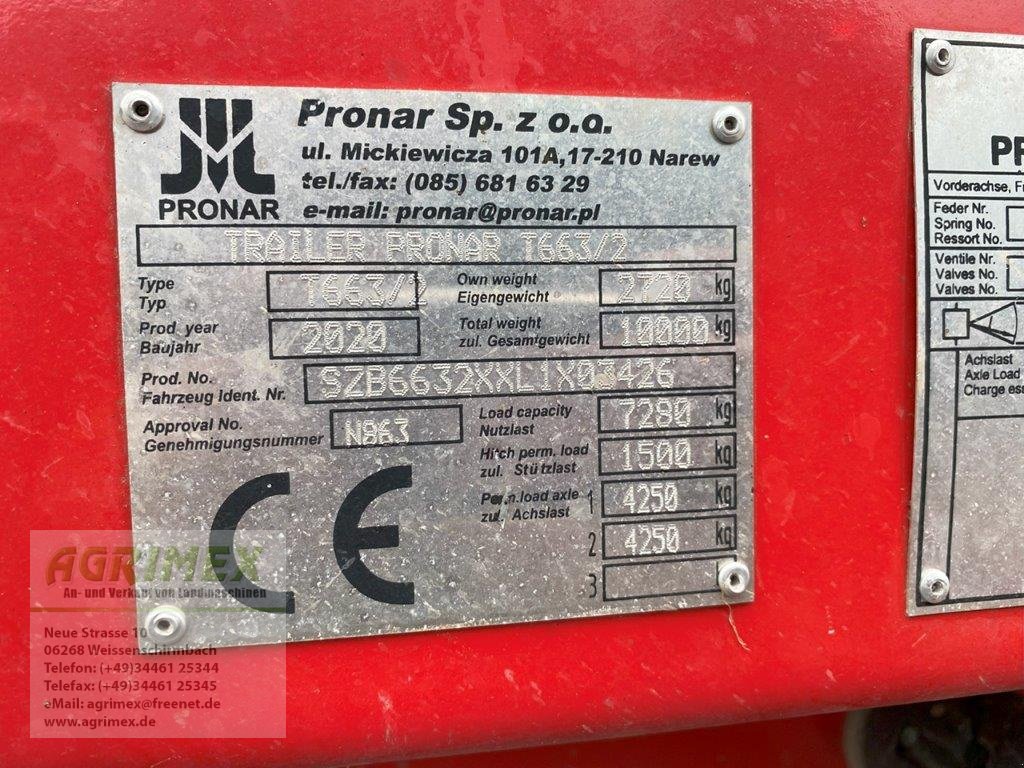 Pronar Sp. z o.o.
ul. Mickiewicza 101A,17-210 Narew
tel./fax: (085) 681 63 29
PRONAR
e-mail: pronar@pronar.pl
TRAILER PRONAR T663/2
Type
Typ
T663/2
Own weight
Eigengewicht
2720 kg
Prod. year
Baujahr
2020
Total weight
zul. Gesamtgewicht
10000 kg
Prod. No.
Fahrzeug Ident. Nr.
SZB6632XXL1X03426
Approval No.
Genehmigungsnummer
N963
Load capacity
Nutzlast
7280 kg
Hitch perm. load
zul. Stützlast
1500 kg
Perm.load axle
zul. Achslast
1 4250 kg
2 4250 kg
3
CE
PR
Vorderachse, Fr
Feder Nr.
Spring No.
Ressort No.
Ventile Nr.
Valves No.
Valves No.
Achslast
Axle Load
Charge ess
AGRIMEX
An- und Verkauf von Landmaschinen
Neue Strasse 10
06268 Weissenschirmbach
Telefon: (+49)34461 25344
Telefax: (+49)34461 25345
eMail: agrimex@freenet.de
www.agrimex.de